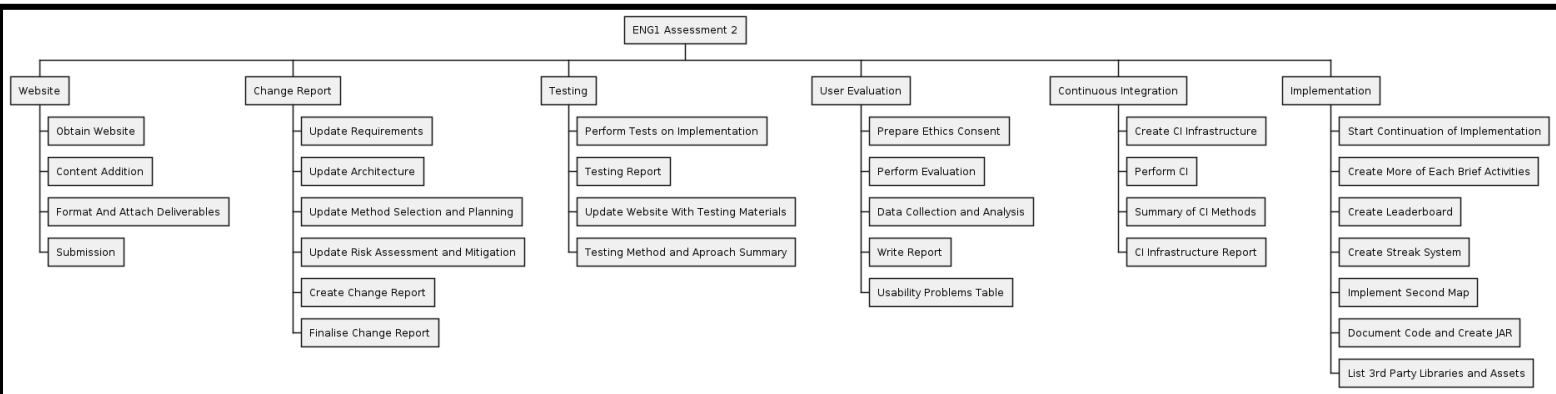 ENG1 Assessment 2
Website
Obtain Website
Content Addition
Format And Attach Deliverables
Submission
Change Report
Update Requirements
Update Architecture
Update Method Selection and Planning
Update Risk Assessment and Mitigation
Create Change Report
Finalise Change Report
Testing
Perform Tests on Implementation
Testing Report
Update Website With Testing Materials
Testing Method and Aproach Summary
User Evaluation
Prepare Ethics Consent
Perform Evaluation
Data Collection and Analysis
Write Report
Usability Problems Table
Continuous Integration
Create CI Infrastructure
Perform CI
Summary of CI Methods
CI Infrastructure Report
Implementation
Start Continuation of Implementation
Create More of Each Brief Activities
Create Leaderboard
Create Streak System
Implement Second Map
Document Code and Create JAR
List 3rd Party Libraries and Assets